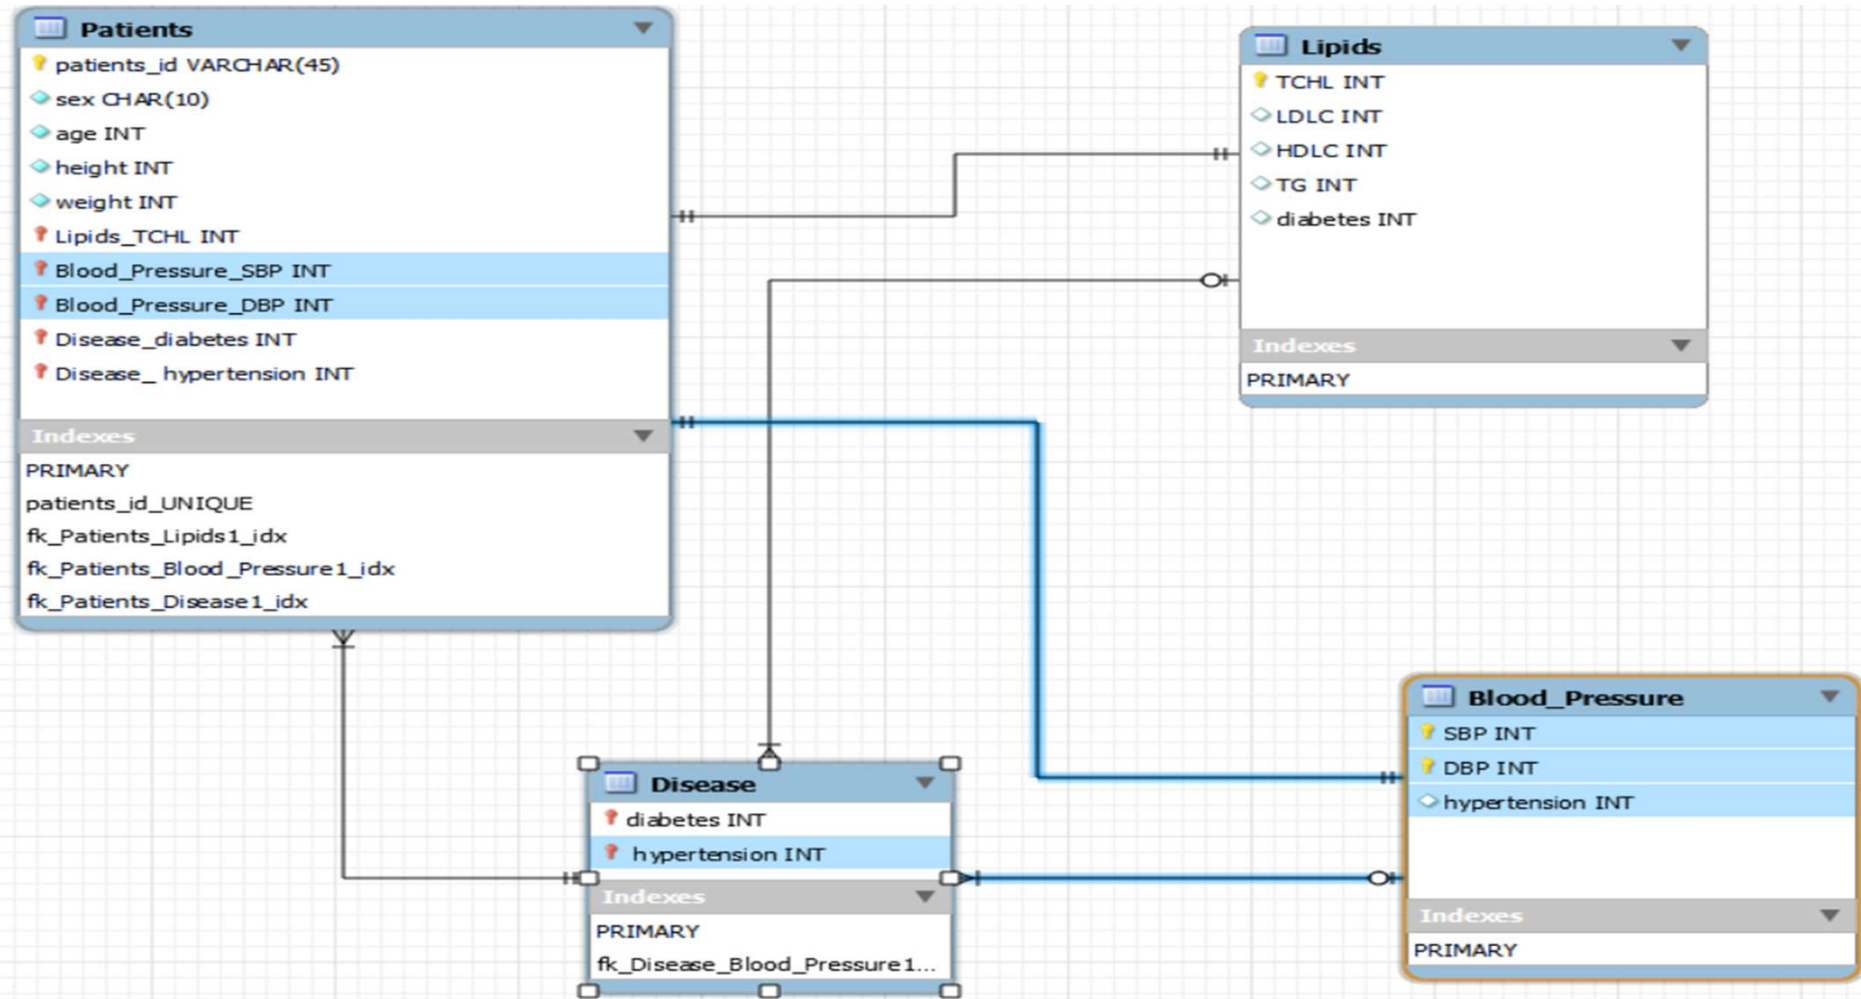 Patients
patients_id VARCHAR(45)
sex CHAR(10)
age INT
height INT
weight INT
Lipids_TCHL INT
Blood_Pressure_SBP INT
Blood_Pressure_DBP INT
Disease_diabetes INT
Disease_ hypertension INT
Indexes
PRIMARY
patients_id_UNIQUE
fk_Patients_Lipids1_idx
fk_Patients_Blood_Pressure1_idx
fk_Patients_Disease1_idx
Lipids
TCHL INT
LDLC INT
HDLC INT
TG INT
diabetes INT
Indexes
PRIMARY
Disease
diabetes INT
hypertension INT
Indexes
PRIMARY
fk_Disease_Blood_Pressure1...
Blood_Pressure
SBP INT
DBP INT
hypertension INT
Indexes
PRIMARY